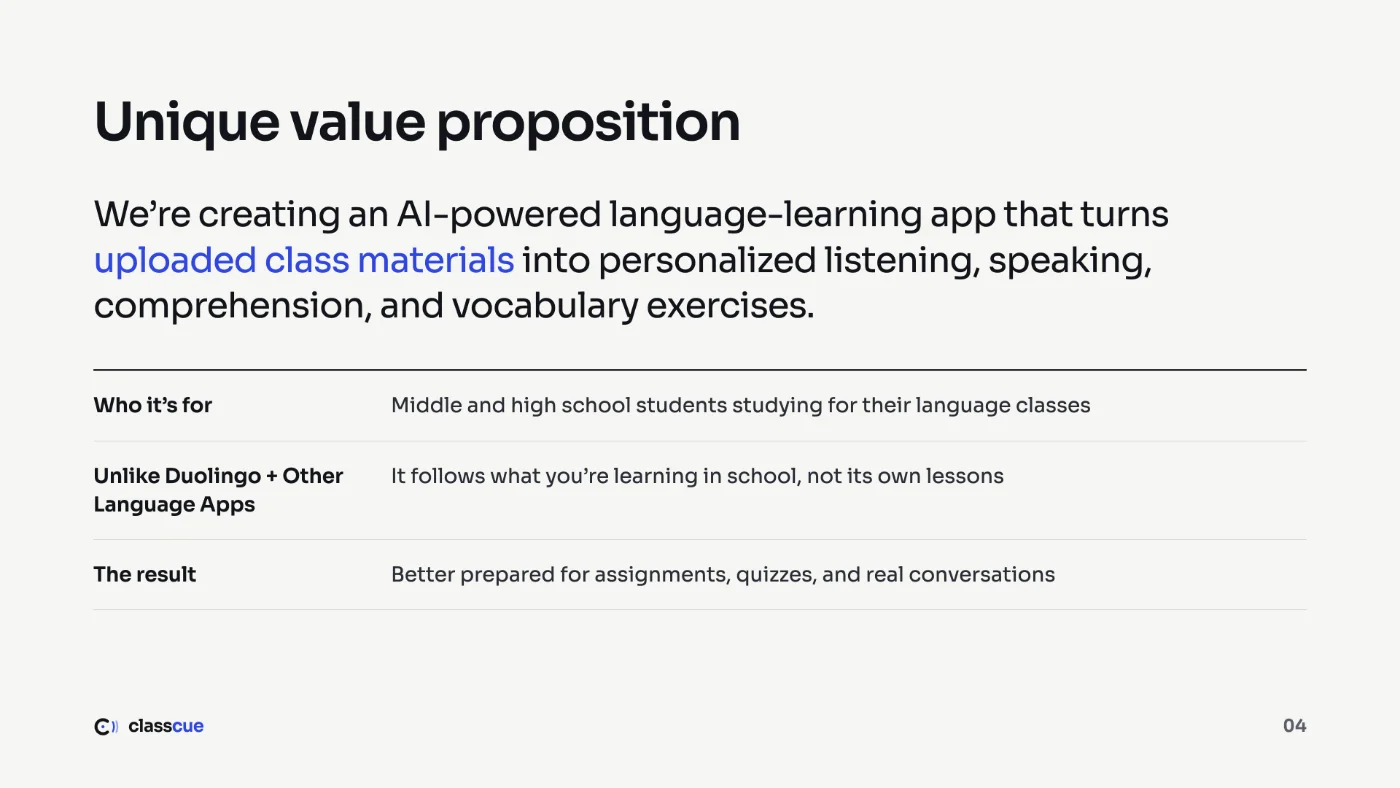 Unique value proposition
We’re creating an AI-powered language-learning app that turns
uploaded class materials into personalized listening, speaking,
comprehension, and vocabulary exercises.
Who it’s for
Middle and high school students studying for their language classes
Unlike Duolingo + Other
Language Apps
It follows what you’re learning in school, not its own lessons
The result
Better prepared for assignments, quizzes, and real conversations
classcue
04